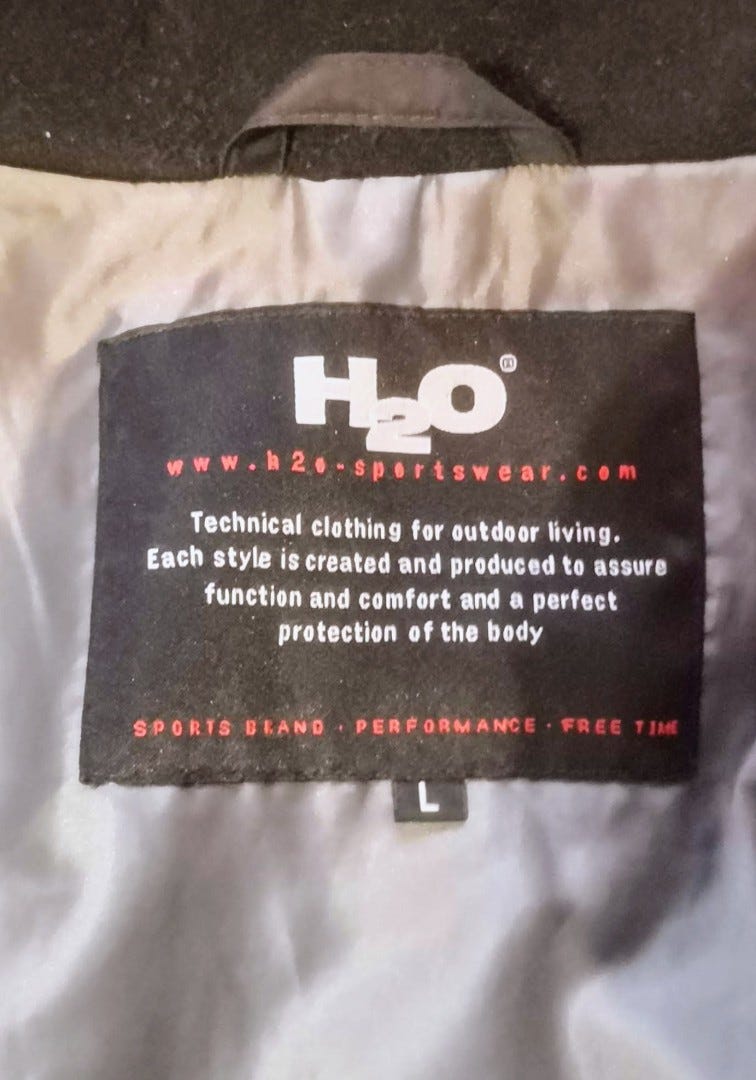 H2O®
www.h2o-sportswear.com
Technical clothing for outdoor living.
Each style is created and produced to assure
function and comfort and a perfect
protection of the body
SPORTS BRAND · PERFORMANCE · FREE TIME
L